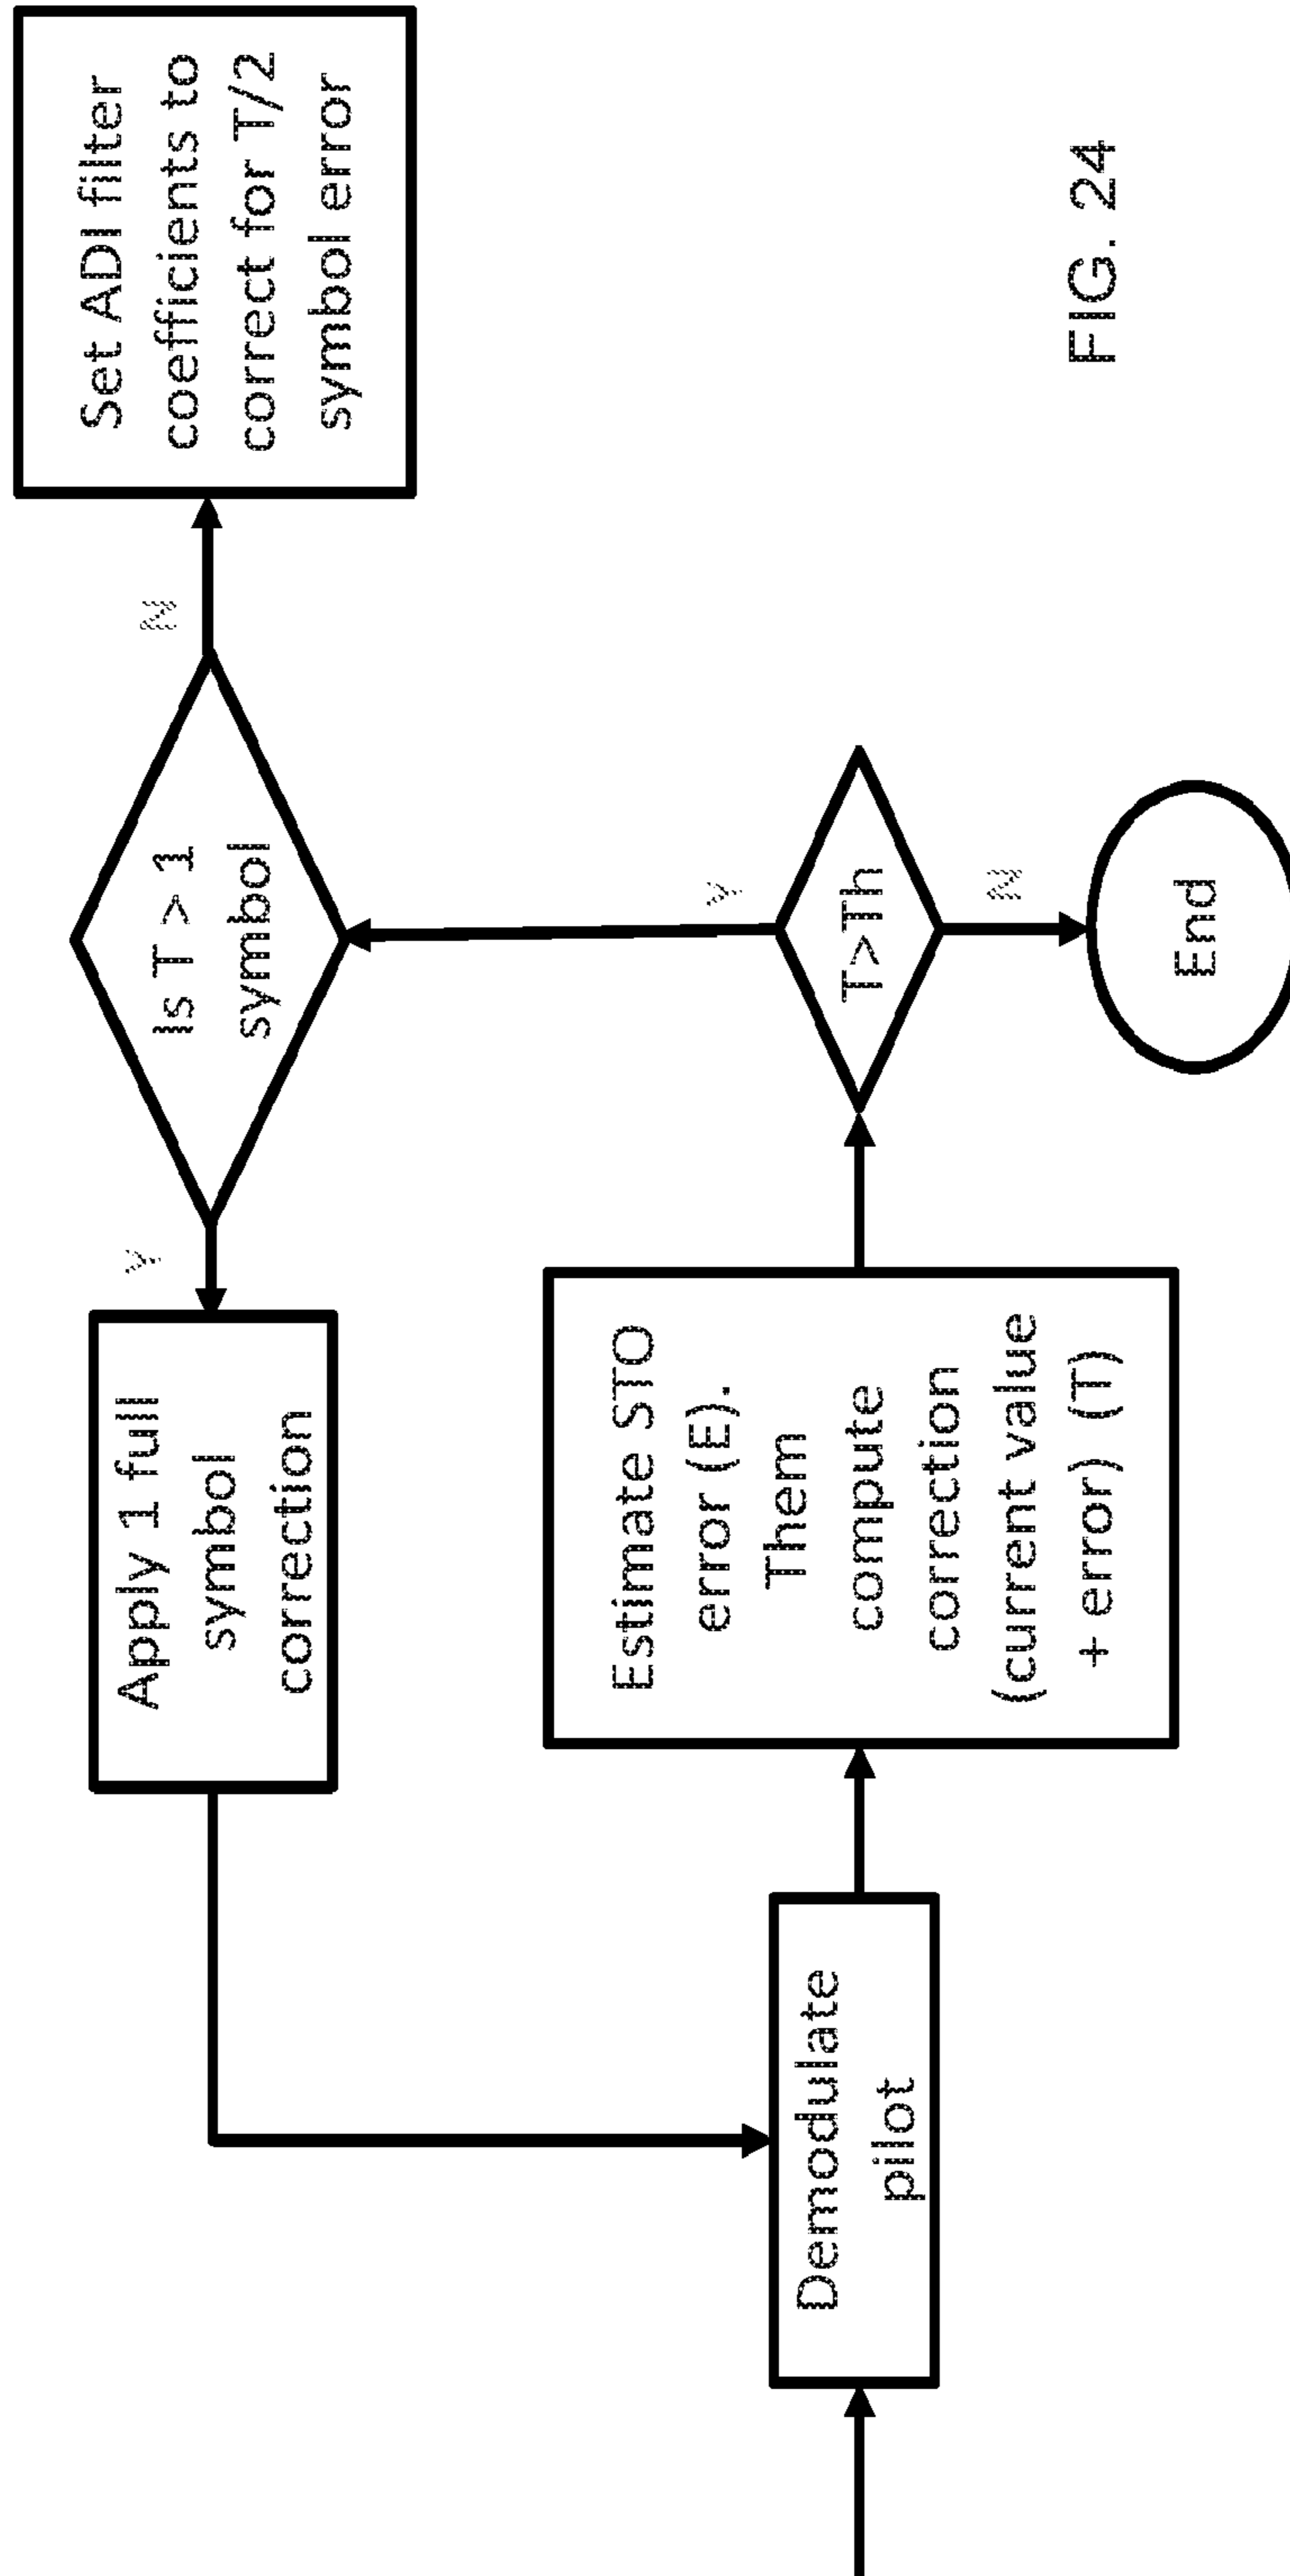 Apply 1 full
symbol
correction
Y
Is T > 1
symbol
N
Set ADI filter
coefficients to
correct for T/2
symbol error
Demodulate
pilot
Estimate STO
error (E).
Them
compute
correction
(current value
+ error) (T)
Y
T>Th
N
End
FIG. 24